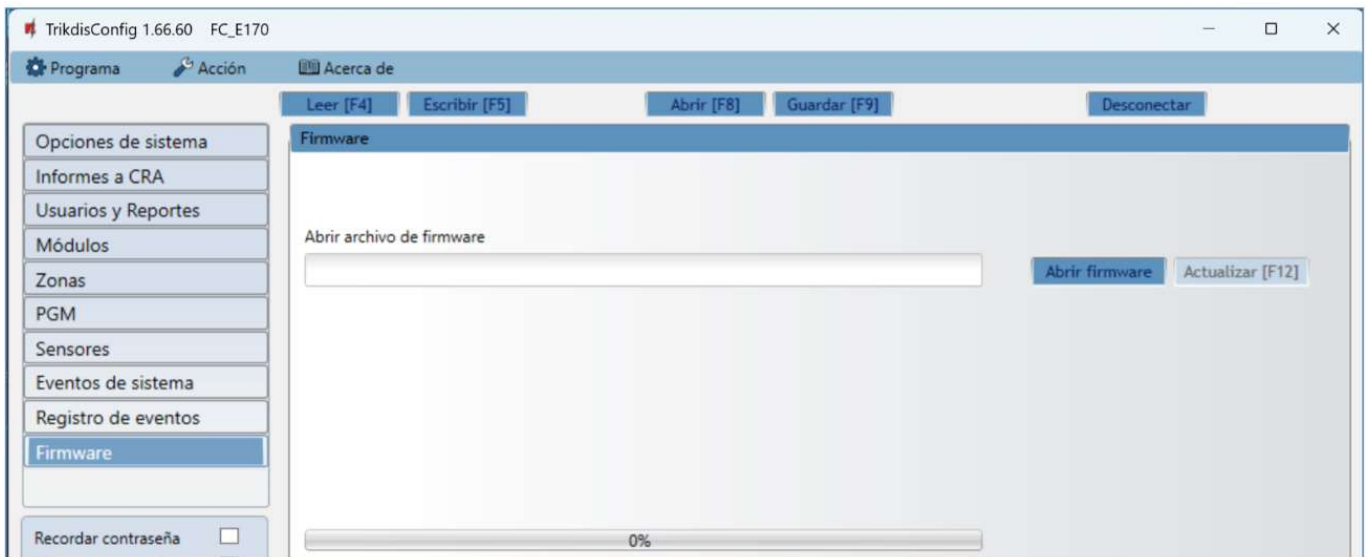 TrikdisConfig 1.66.60 FC_E170
Programa Acción Acerca de
Leer [F4] Escribir [F5] Abrir [F8] Guardar [F9] Desconectar
Opciones de sistema
Informes a CRA
Usuarios y Reportes
Módulos
Zonas
PGM
Sensores
Eventos de sistema
Registro de eventos
Firmware
Recordar contraseña
Firmware
Abrir archivo de firmware
Abrir firmware Actualizar [F12]
0%